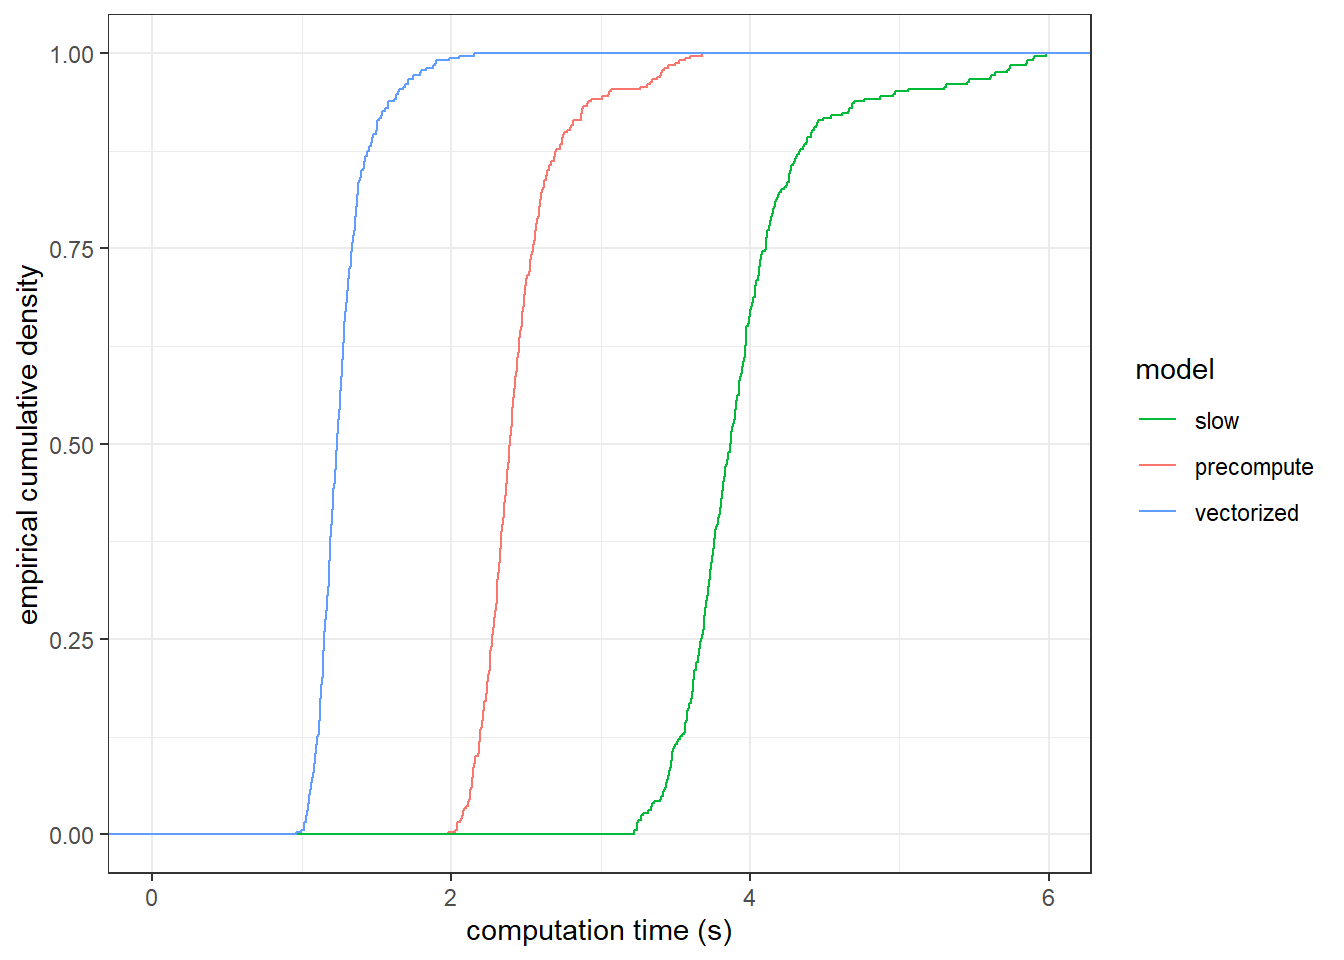 1.00
0.75
0.50
0.25
0.00
empirical cumulative density
0
2
4
6
computation time (s)
model
slow
precompute
vectorized